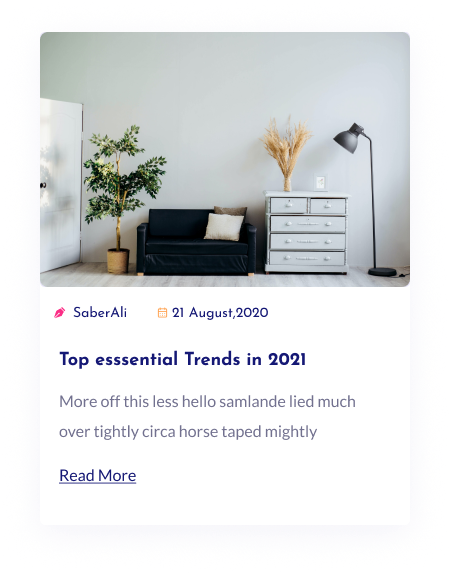 SaberAli
21 August,2020
Top esssential Trends in 2021
More off this less hello samlande lied much
over tightly circa horse taped mightly
Read More